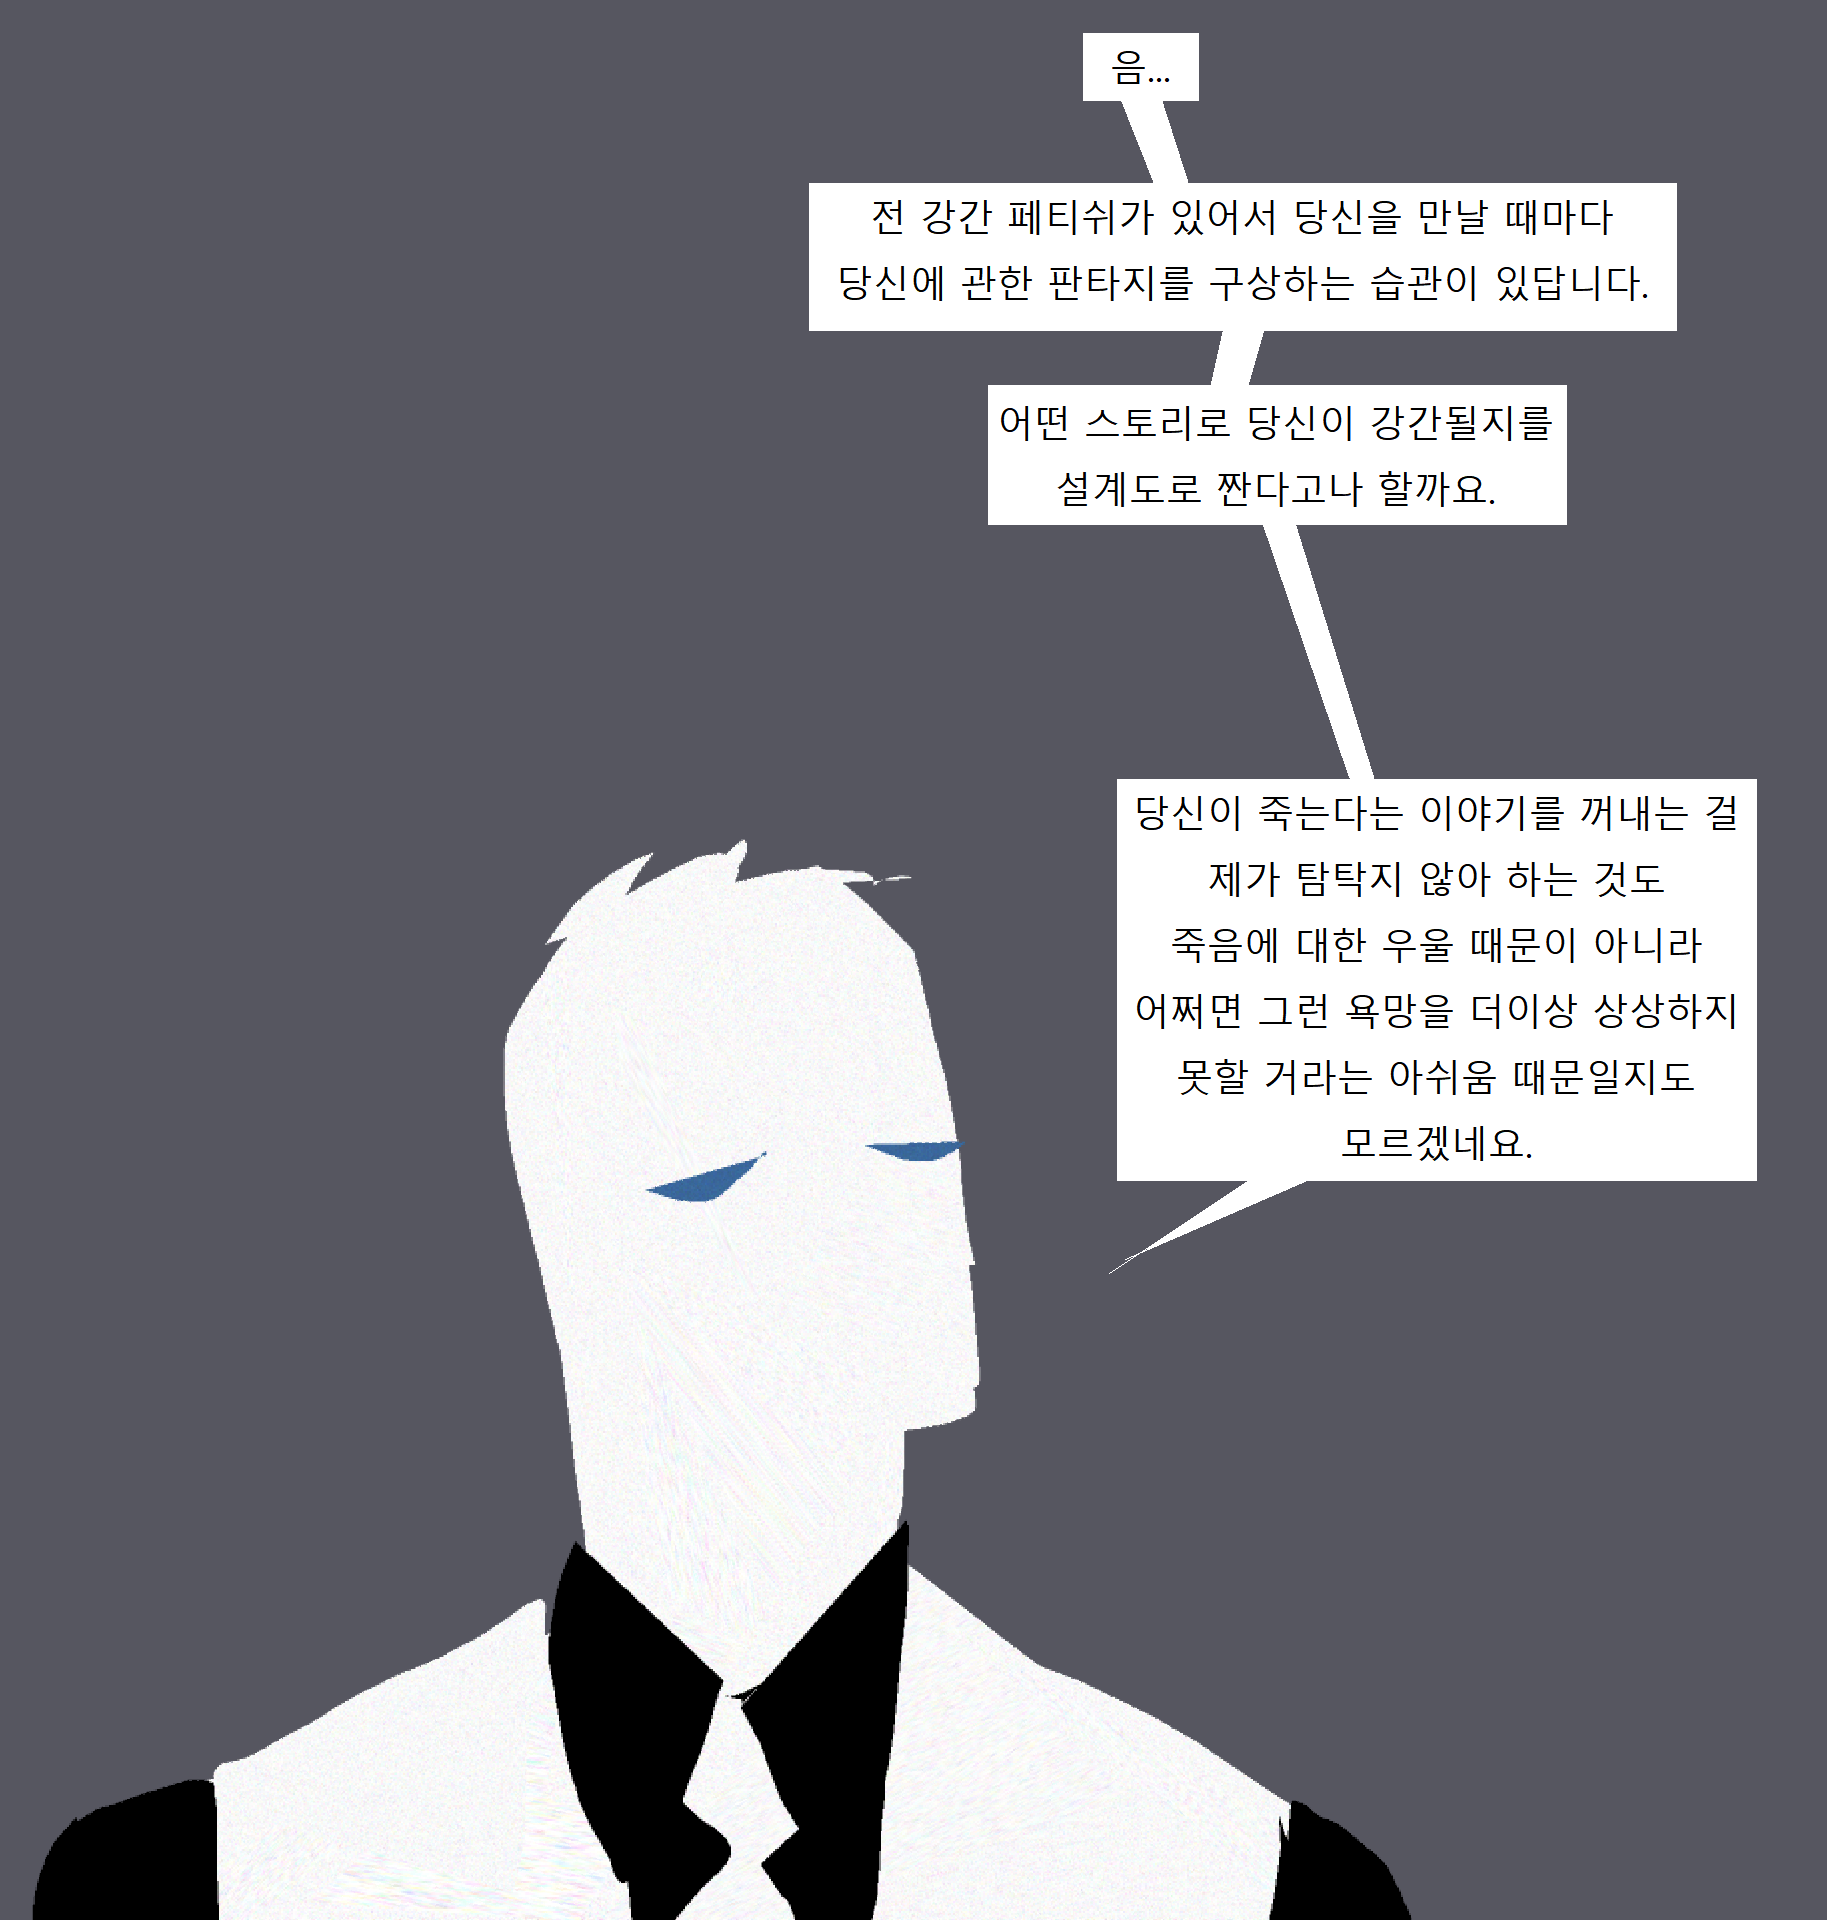 음...
전 강간 페티쉬가 있어서 당신을 만날 때마다
당신에 관한 판타지를 구상하는 습관이 있답니다.
어떤 스토리로 당신이 강간될지를
설계도로 짠다고나 할까요.
당신이 죽는다는 이야기를 꺼내는 걸
제가 탐탁지 않아 하는 것도
죽음에 대한 우울 때문이 아니라
어쩌면 그런 욕망을 더이상 상상하지
못할 거라는 아쉬움 때문일지도
모르겠네요.